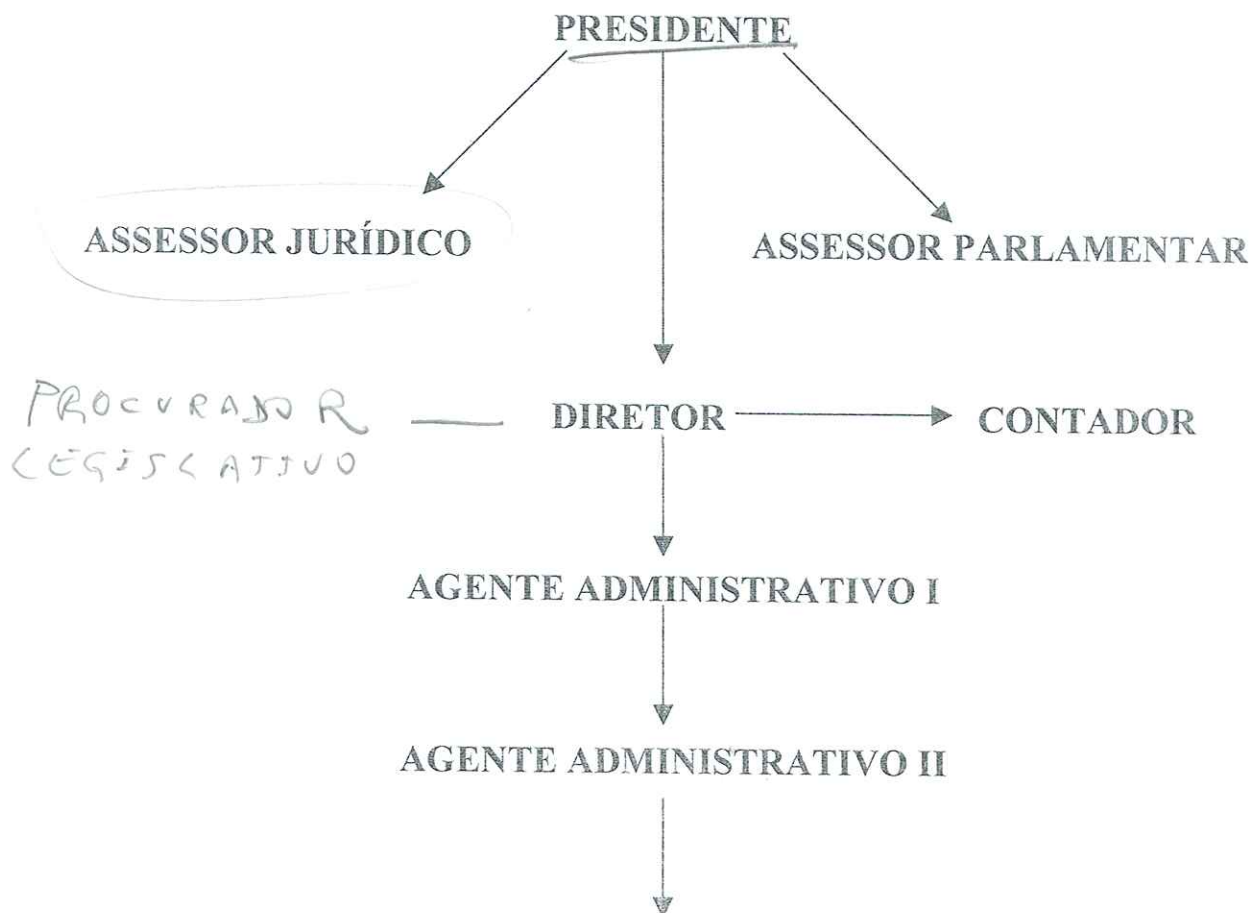 PRESIDENTE
ASSESSOR JURÍDICO
ASSESSOR PARLAMENTAR
PROCURADOR
LEGISLATIVO
DIRETOR
CONTADOR
AGENTE ADMINISTRATIVO I
AGENTE ADMINISTRATIVO II